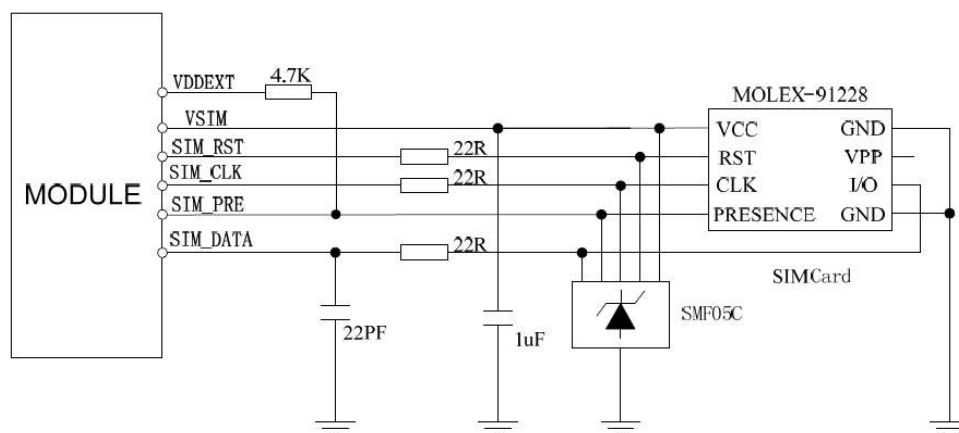 VDDEXT
4.7K
MOLEX-91228
VSIM
VCC
GND
SIM_RST
22R
RST
VPP
SIM_CLK
22R
CLK
I/O
MODULE
SIM_PRE
PRESENCE
GND
SIM_DATA
22R
SIMCard
SMF05C
22PF
1uF